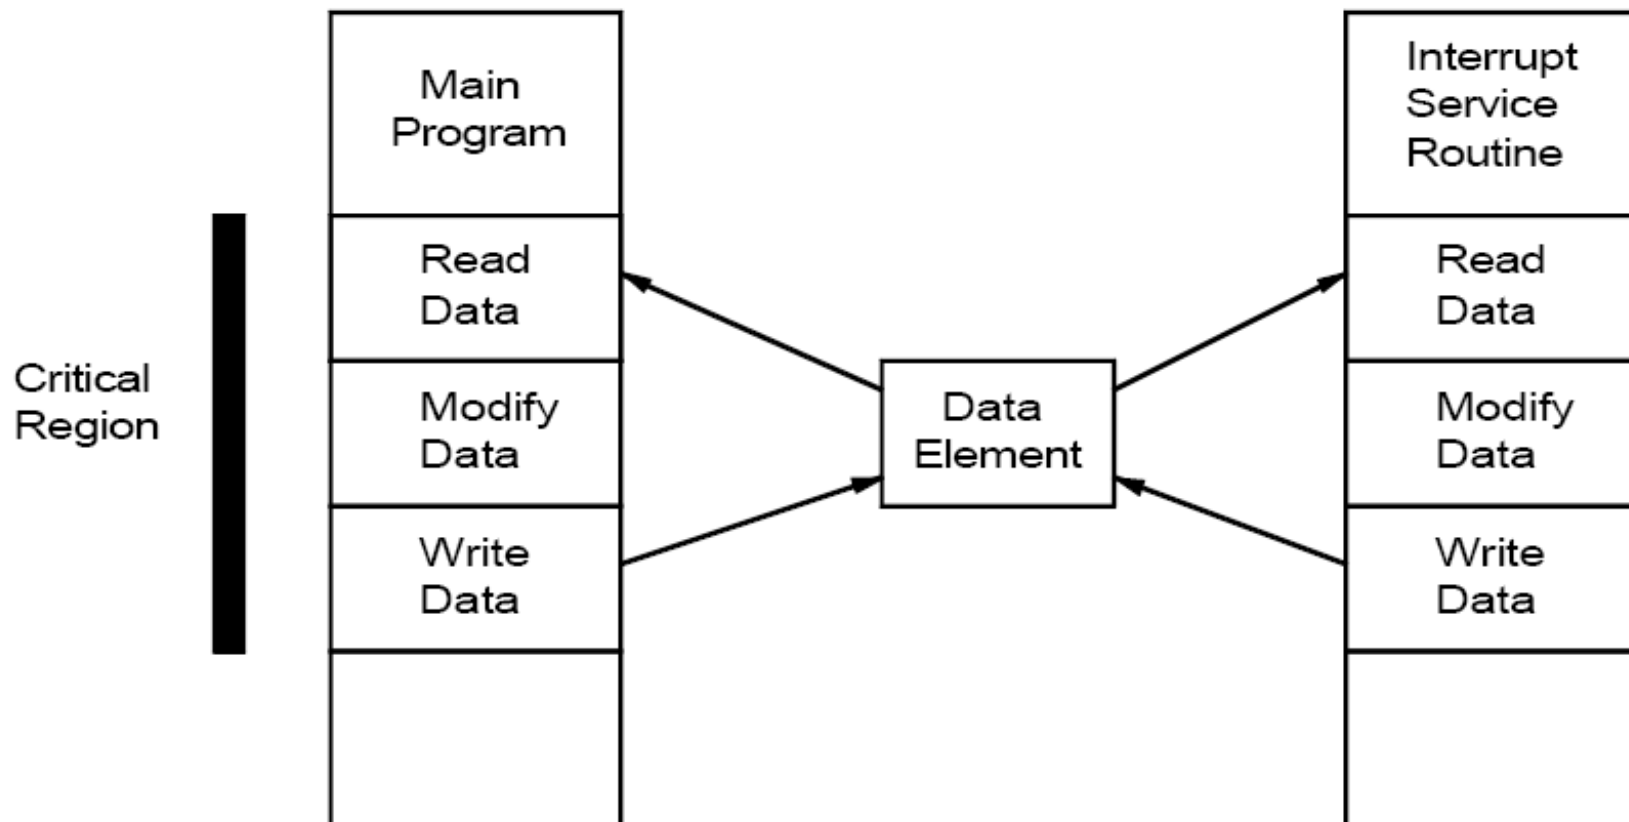 Main
Program
Read
Data
Modify
Data
Write
Data
Critical
Region
Data
Element
Interrupt
Service
Routine
Read
Data
Modify
Data
Write
Data